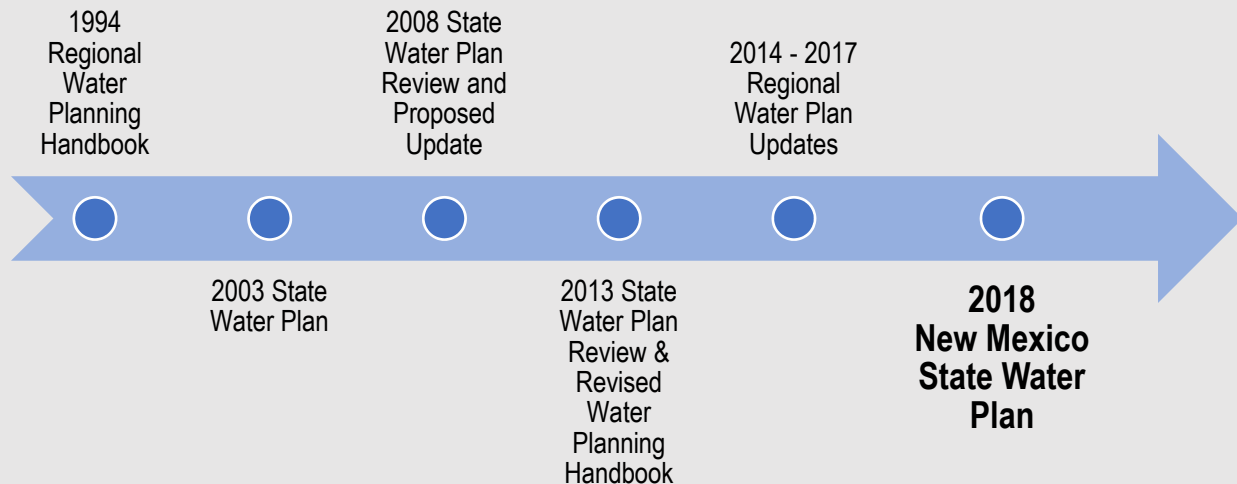 1994
Regional
Water
Planning
Handbook
2003 State
Water Plan
2008 State
Water Plan
Review and
Proposed
Update
2013 State
Water Plan
Review &
Revised
Water
Planning
Handbook
2014 - 2017
Regional
Water Plan
Updates
2018
New Mexico
State Water
Plan